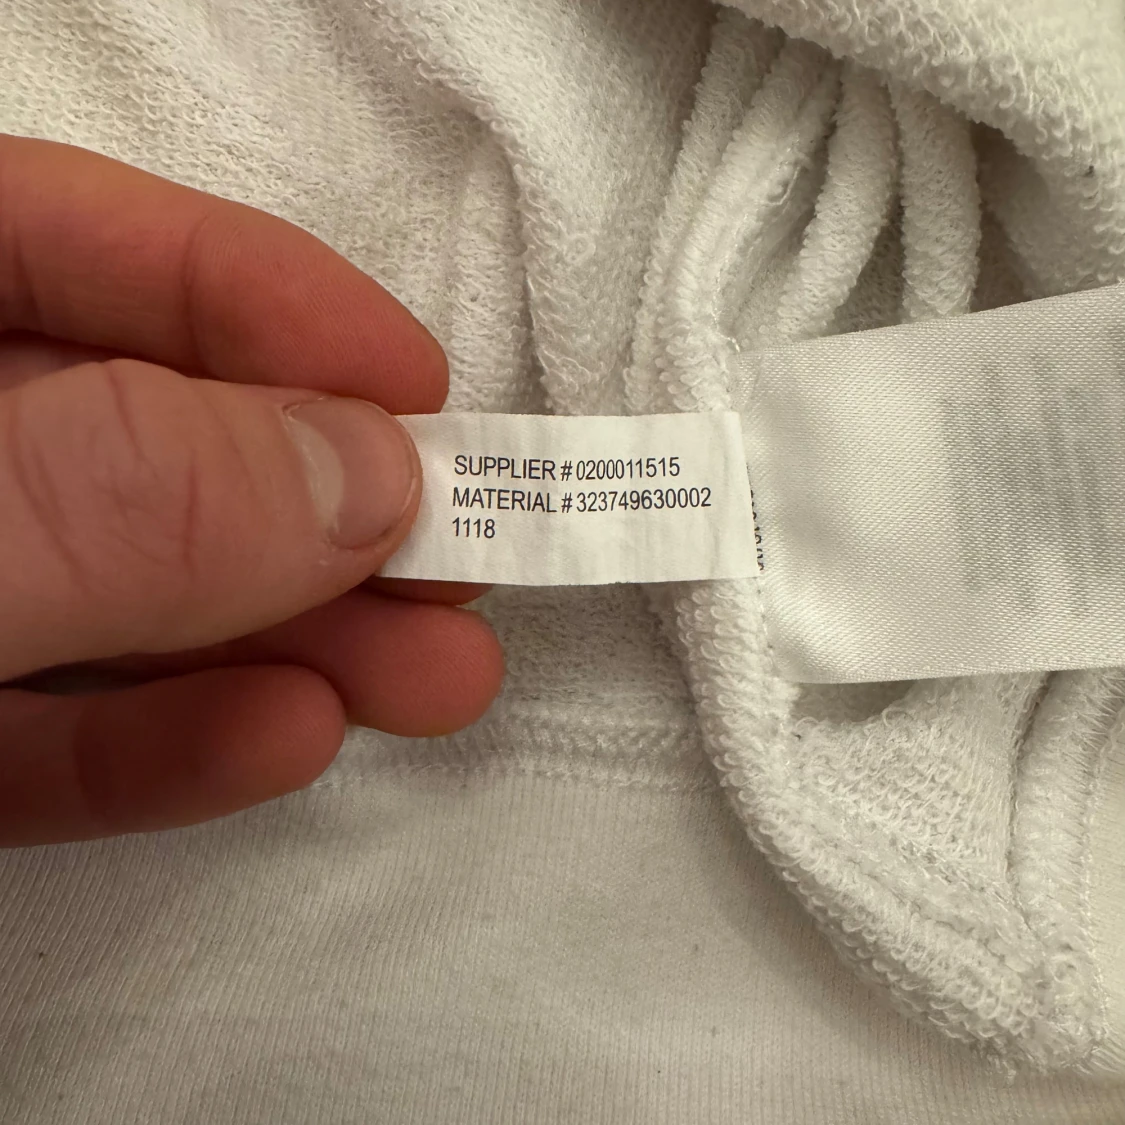 SUPPLIER # 0200011515
MATERIAL # 323749630002
1118